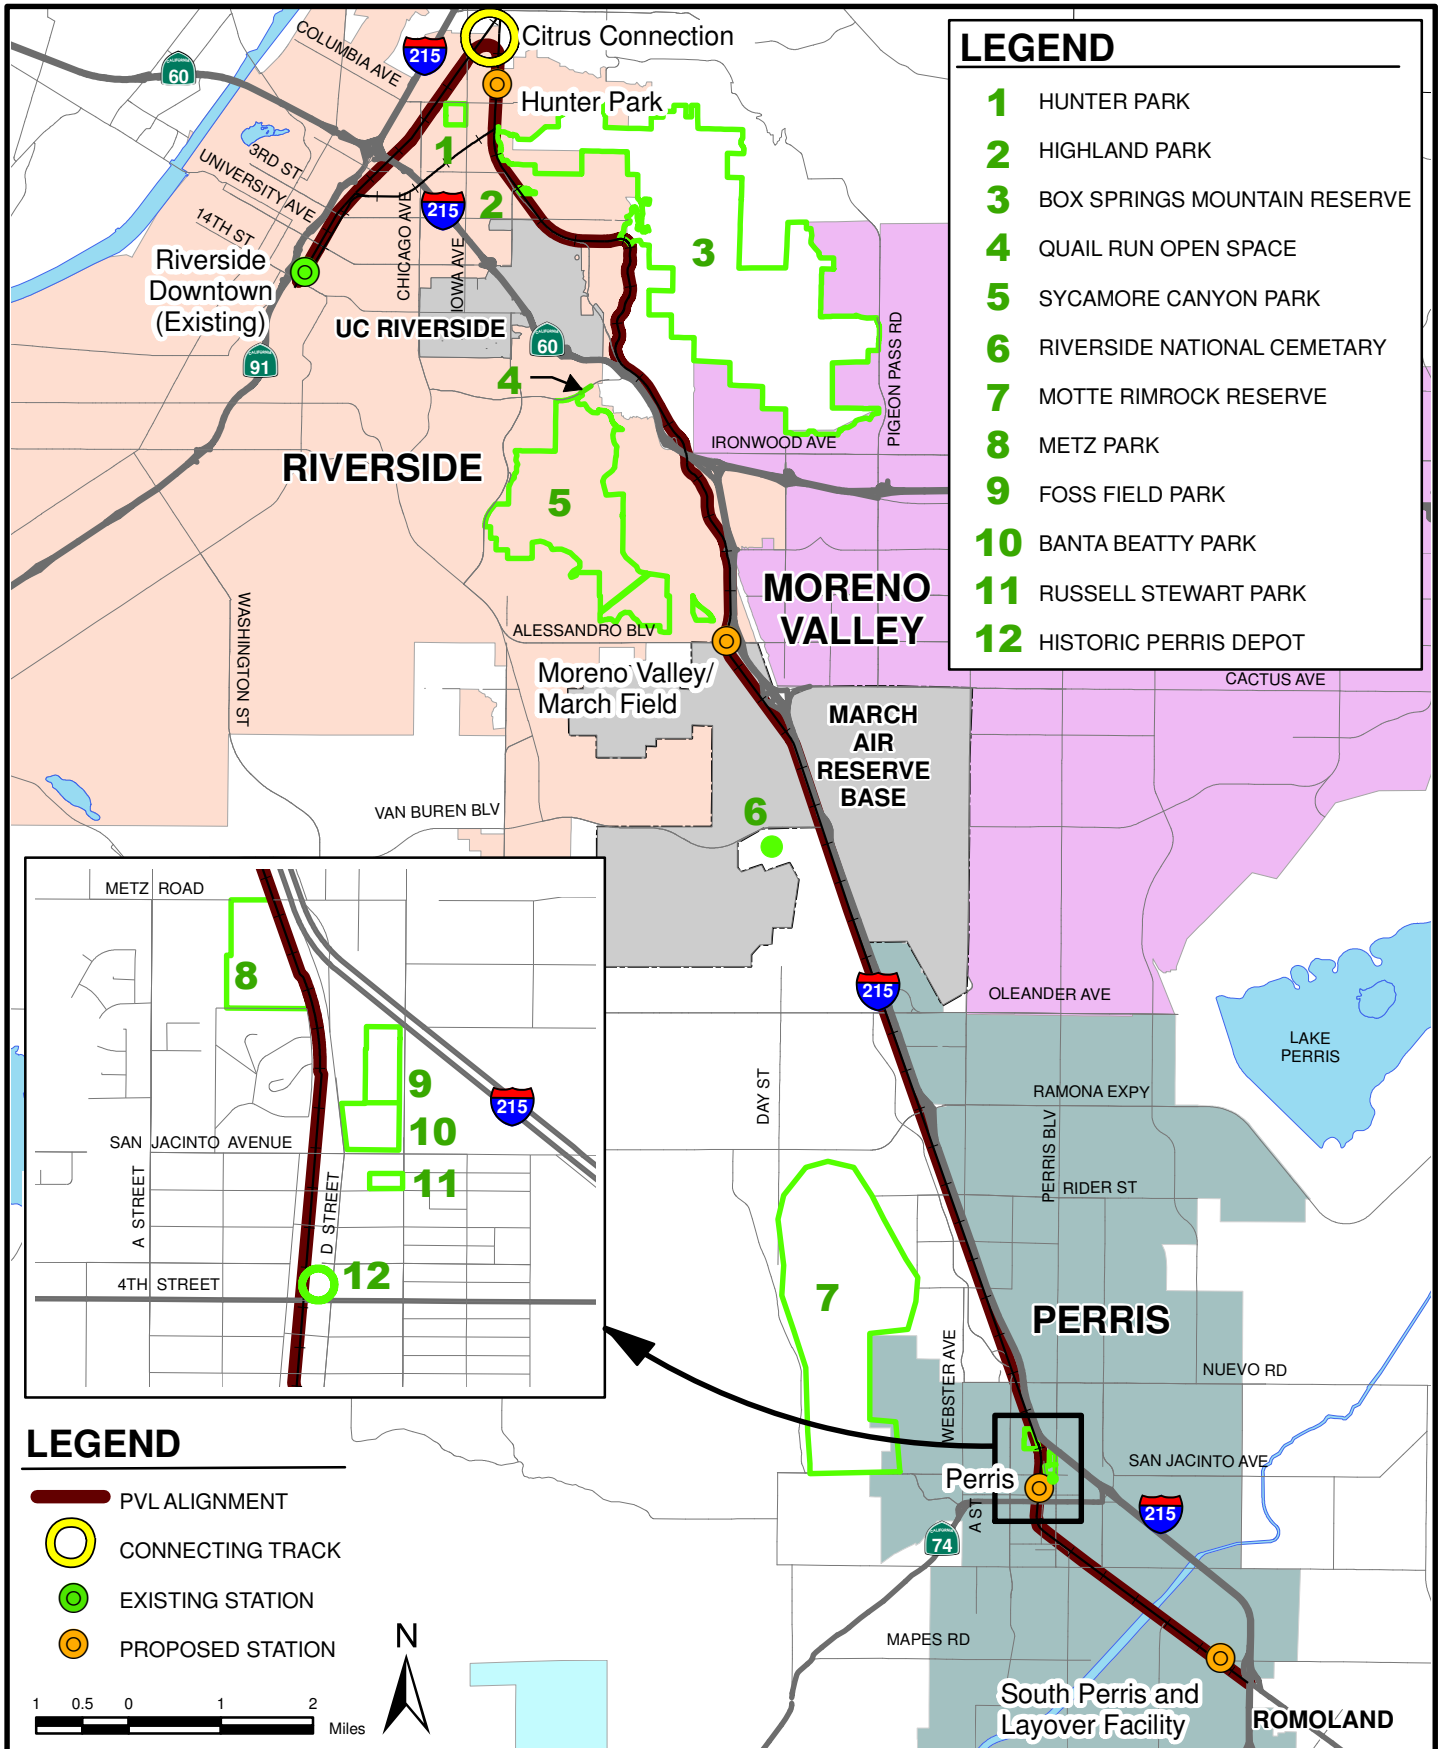 Citrus Connection
COLUMBIA AVE
215
CALIFORNIA
60
Hunter Park
1
3RD ST
UNIVERSITY AVE
14TH ST
CHICAGO AVE
IOWA AVE
215
2
3
Riverside
Downtown
(Existing)
CALIFORNIA
91
UC RIVERSIDE
CALIFORNIA
60
4
PIGEON PASS RD
IRONWOOD AVE
RIVERSIDE
5
MORENO
VALLEY
WASHINGTON ST
ALESSANDRO BLV
Moreno Valley/
March Field
CACTUS AVE
MARCH
AIR
RESERVE
BASE
VAN BUREN BLV
6
215
OLEANDER AVE
LAKE
PERRIS
DAY ST
RAMONA EXPY
PERRIS BLV
RIDER ST
7
PERRIS
WEBSTER AVE
NUEVO RD
Perris
SAN JACINTO AVE
A ST
215
CALIFORNIA
74
MAPES RD
South Perris and
Layover Facility
ROMOLAND
LEGEND
1 HUNTER PARK
2 HIGHLAND PARK
3 BOX SPRINGS MOUNTAIN RESERVE
4 QUAIL RUN OPEN SPACE
5 SYCAMORE CANYON PARK
6 RIVERSIDE NATIONAL CEMETARY
7 MOTTE RIMROCK RESERVE
8 METZ PARK
9 FOSS FIELD PARK
10 BANTA BEATTY PARK
11 RUSSELL STEWART PARK
12 HISTORIC PERRIS DEPOT
METZ ROAD
8
9
215
10
SAN JACINTO AVENUE
11
A STREET
D STREET
12
4TH STREET
LEGEND
PVL ALIGNMENT
CONNECTING TRACK
EXISTING STATION
PROPOSED STATION
N
1 0.5 0 1 2
Miles